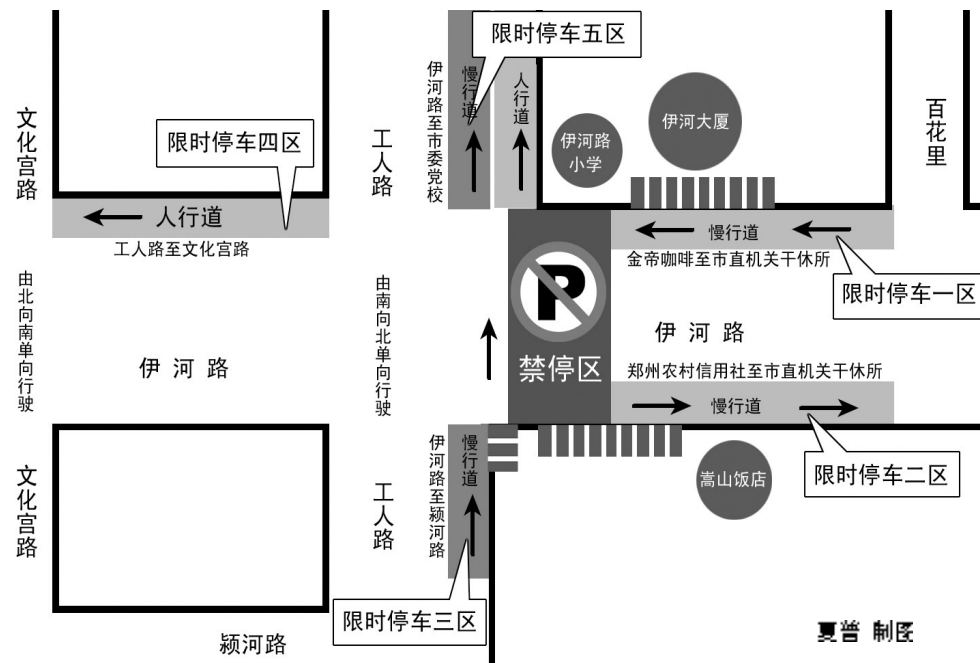 限时停车五区
伊河路至市委党校
慢行道
人行道
文化宫路
限时停车四区
工人路
伊河路
小学
伊河大厦
百花里
人行道
工人路至文化宫路
慢行道
金帝咖啡至市直机关干休所
限时停车一区
由北向南单向行驶
由南向北单向行驶
P
禁停区
伊河路
伊河路
郑州农村信用社至市直机关干休所
慢行道
限时停车二区
文化宫路
工人路
伊河路至颍河路
慢行道
嵩山饭店
限时停车三区
颍河路
夏普 制图